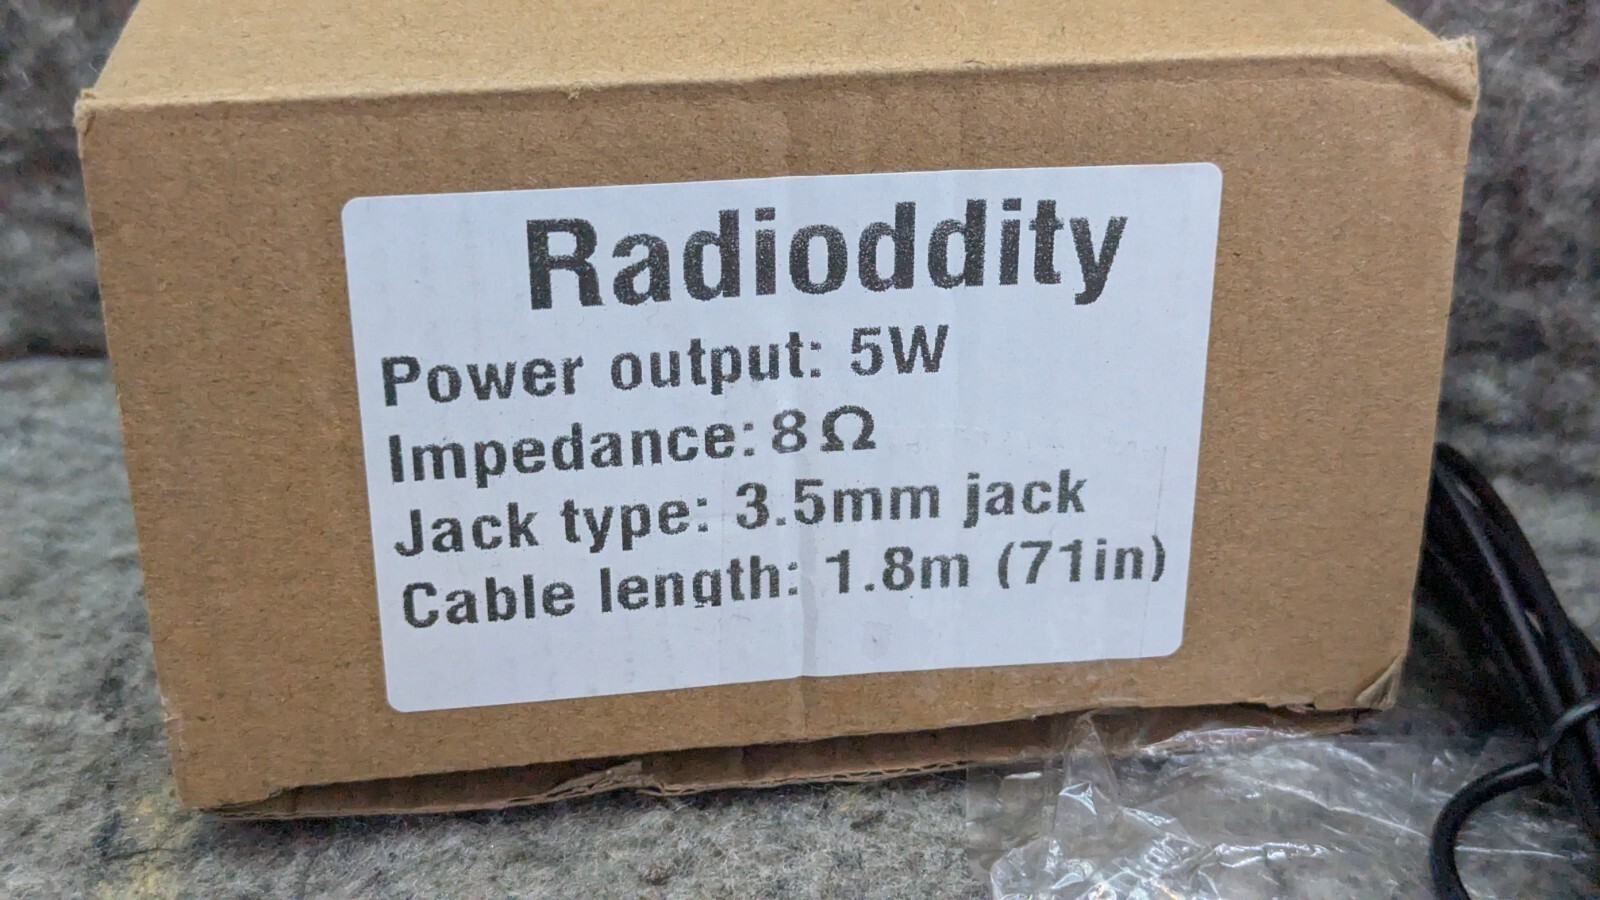 Radioddity
Power output: 5W
Impedance: 8Ω
Jack type: 3.5mm jack
Cable length: 1.8m (71in)